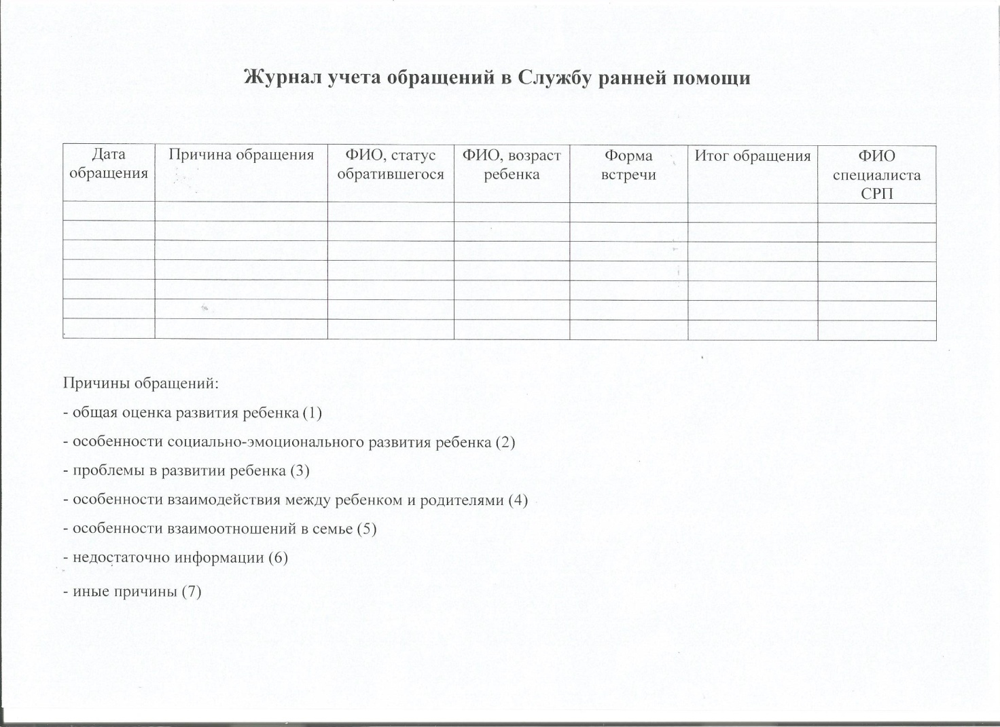 Журнал учета обращений в Службу ранней помощи
Дата
обращения
Причина обращения
ФИО, статус
обратившегося
ФИО, возраст
ребенка
Форма
встречи
Итог обращения
ФИО
специалиста
СРП
Причины обращений:
- общая оценка развития ребенка (1)
- особенности социально-эмоционального развития ребенка (2)
- проблемы в развитии ребенка (3)
- особенности взаимодействия между ребенком и родителями (4)
- особенности взаимоотношений в семье (5)
- недостаточно информации (6)
- иные причины (7)